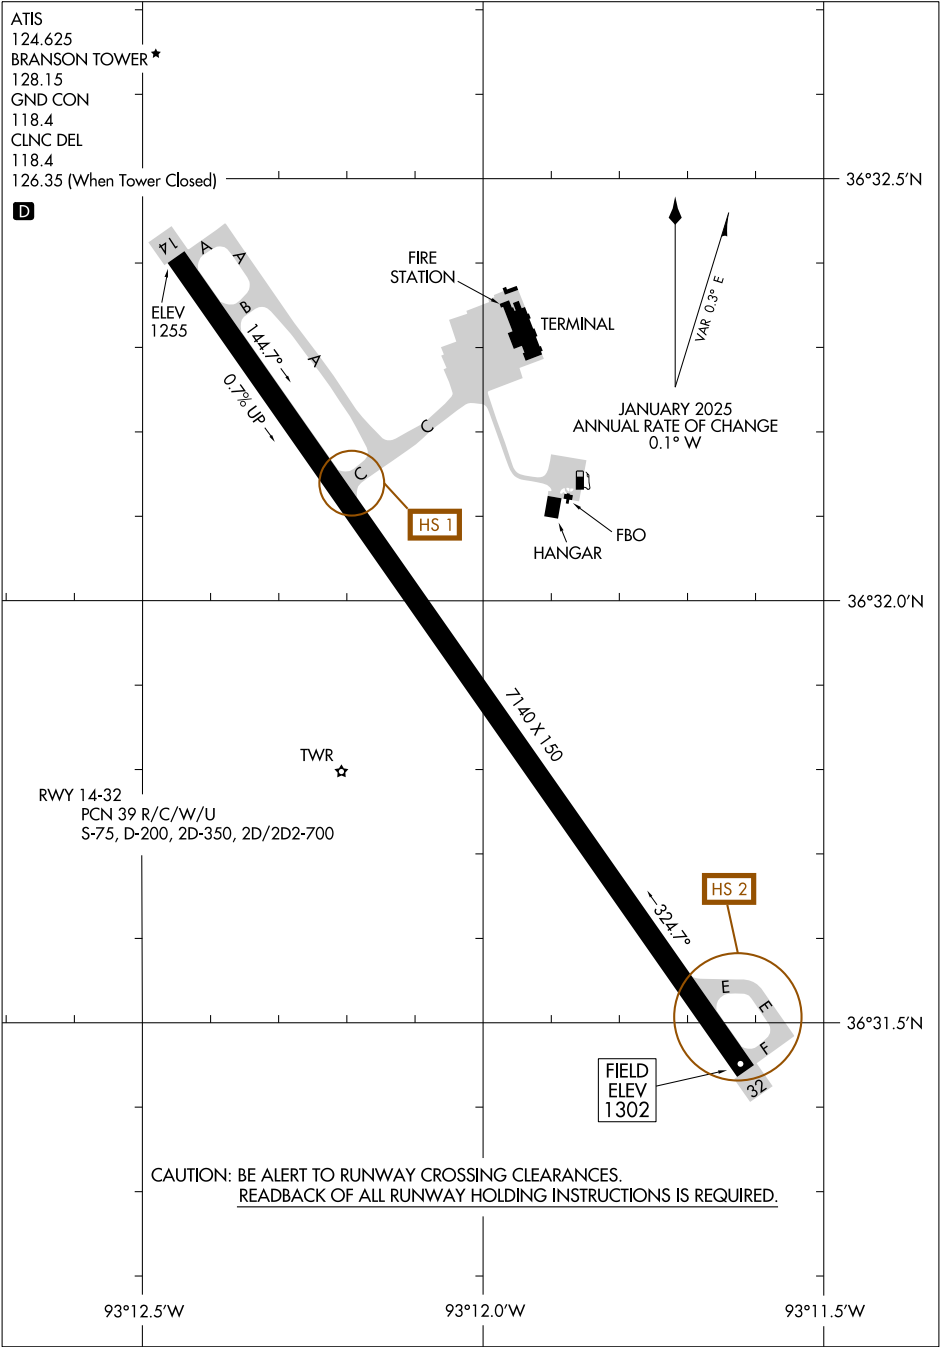 ATIS
124.625
BRANSON TOWER ★
128.15
GND CON
118.4
CLNC DEL
118.4
126.35 (When Tower Closed)
D
36°32.5'N
14
A
A
FIRE
STATION
VAR 0.3° E
ELEV
1255
B
TERMINAL
144.7°
A
0.7% UP
JANUARY 2025
ANNUAL RATE OF CHANGE
0.1° W
C
C
HS 1
FBO
HANGAR
36°32.0'N
7140 X 150
TWR
RWY 14-32
PCN 39 R/C/W/U
S-75, D-200, 2D-350, 2D/2D2-700
HS 2
324.7°
E
E
36°31.5'N
F
FIELD
ELEV
1302
32
CAUTION: BE ALERT TO RUNWAY CROSSING CLEARANCES.
READBACK OF ALL RUNWAY HOLDING INSTRUCTIONS IS REQUIRED.
93°12.5'W
93°12.0'W
93°11.5'W